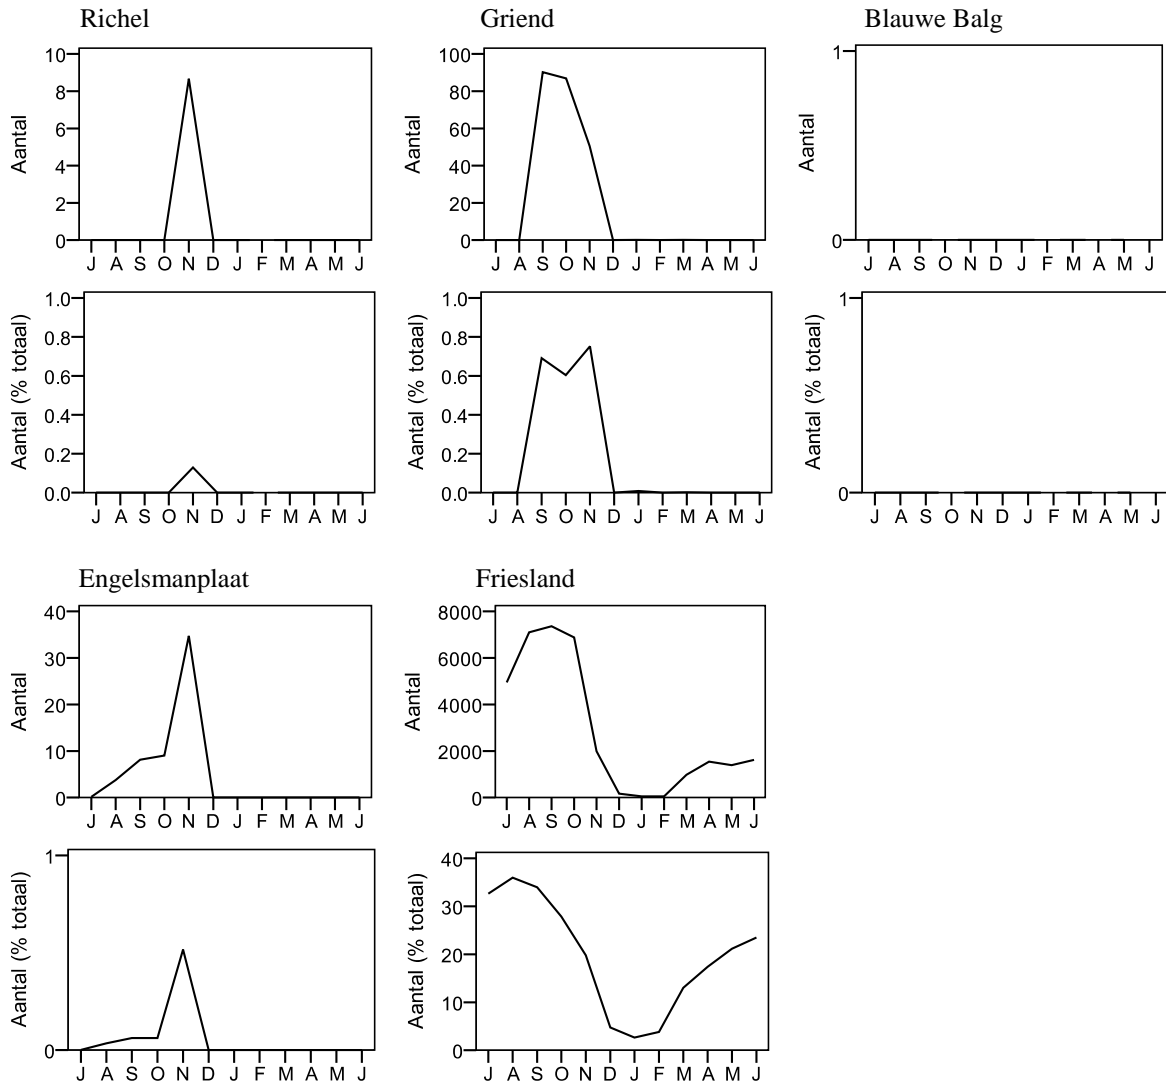 Richel Griend Blauwe Balg
10 100 1
8 80
6 60
4 40
2 20
0 0 0
Aantal Aantal Aantal
J A S O N D J F M A M J J A S O N D J F M A M J J A S O N D J F M A M J
1.0 1.0 1
0.8 0.8
0.6 0.6
0.4 0.4
0.2 0.2
0.0 0.0 0
Aantal (% totaal) Aantal (% totaal) Aantal (% totaal)
J A S O N D J F M A M J J A S O N D J F M A M J J A S O N D J F M A M J
Engelsmanplaat Friesland
40 8000
30 6000
20 4000
10 2000
0 0
Aantal Aantal
J A S O N D J F M A M J J A S O N D J F M A M J
1 40
30
20
10
0 0
Aantal (% totaal) Aantal (% totaal)
J A S O N D J F M A M J J A S O N D J F M A M J